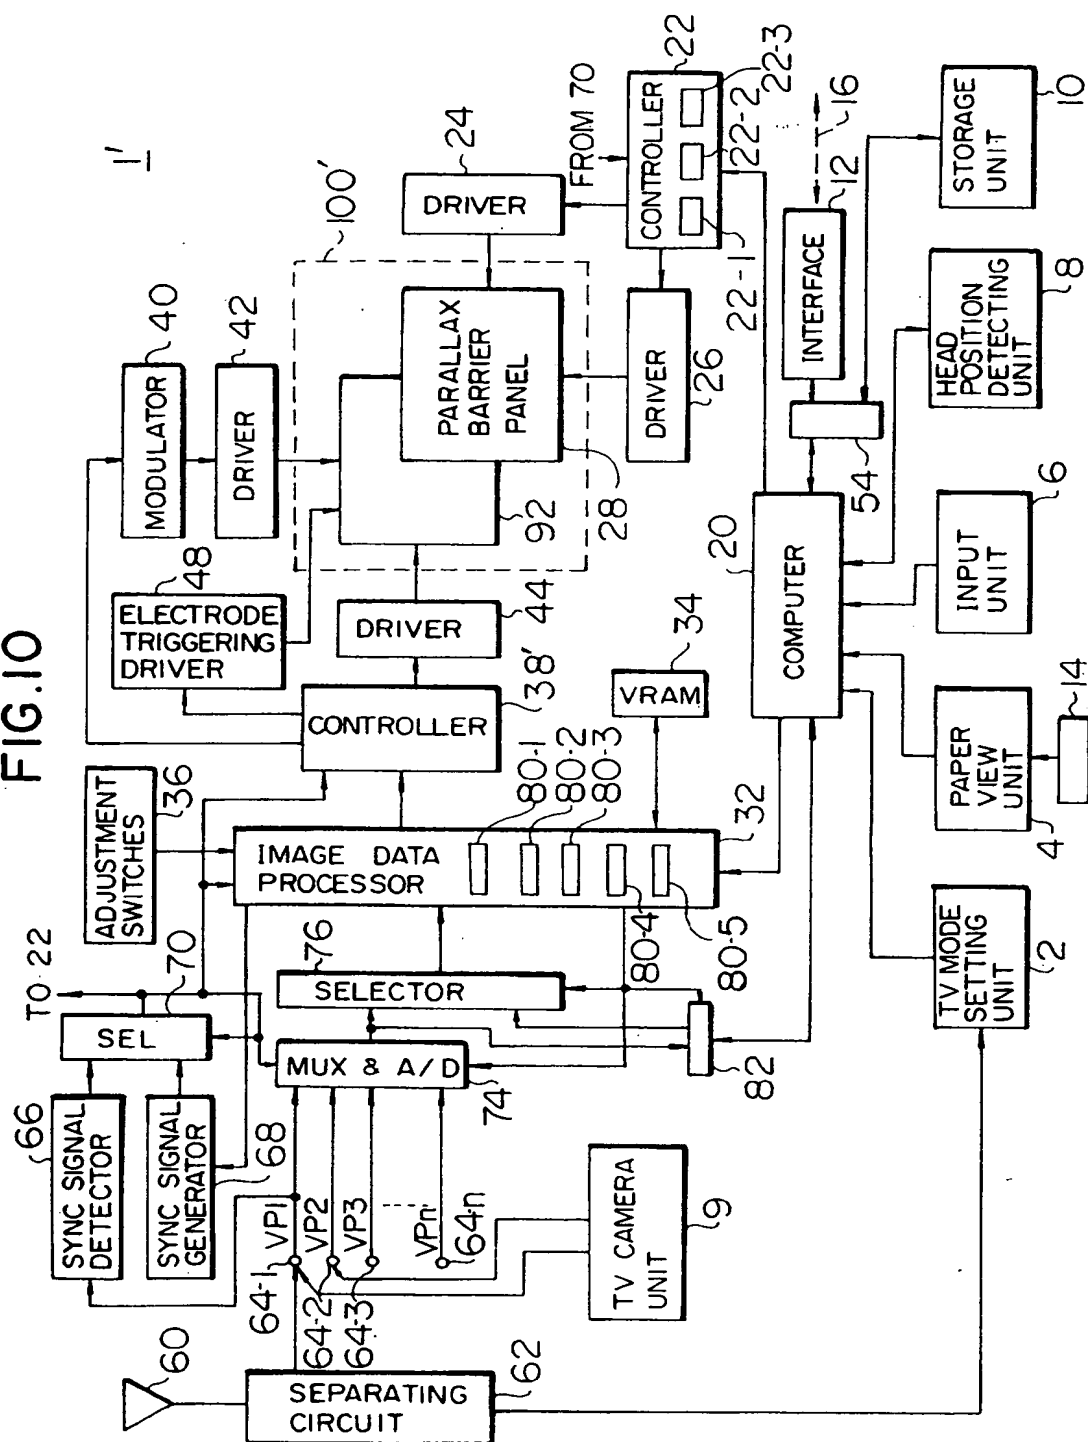 FIG.10
1'
60
SEPARATING
CIRCUIT
62
66
SYNC SIGNAL
DETECTOR
SYNC SIGNAL
GENERATOR
68
64-1
VP1
64-2
VP2
64-3
VP3
VPn
64-n
TV CAMERA
UNIT
9
TO 22
70
SEL
MUX & A/D
74
76
SELECTOR
82
ADJUSTMENT
SWITCHES
36
IMAGE DATA
PROCESSOR
80-1
80-2
80-3
80-4
80-5
32
VRAM
34
CONTROLLER
38'
ELECTRODE
TRIGGERING
DRIVER
48
DRIVER
44
MODULATOR
40
DRIVER
42
100'
PARALLAX
BARRIER
PANEL
92
28
DRIVER
24
DRIVER
26
FROM 70
CONTROLLER
22
22-1
22-2
22-3
COMPUTER
20
INTERFACE
12
16
54
TV MODE
SETTING
UNIT
2
PAPER
VIEW
UNIT
4
14
INPUT
UNIT
6
HEAD
POSITION
DETECTING
UNIT
8
STORAGE
UNIT
10